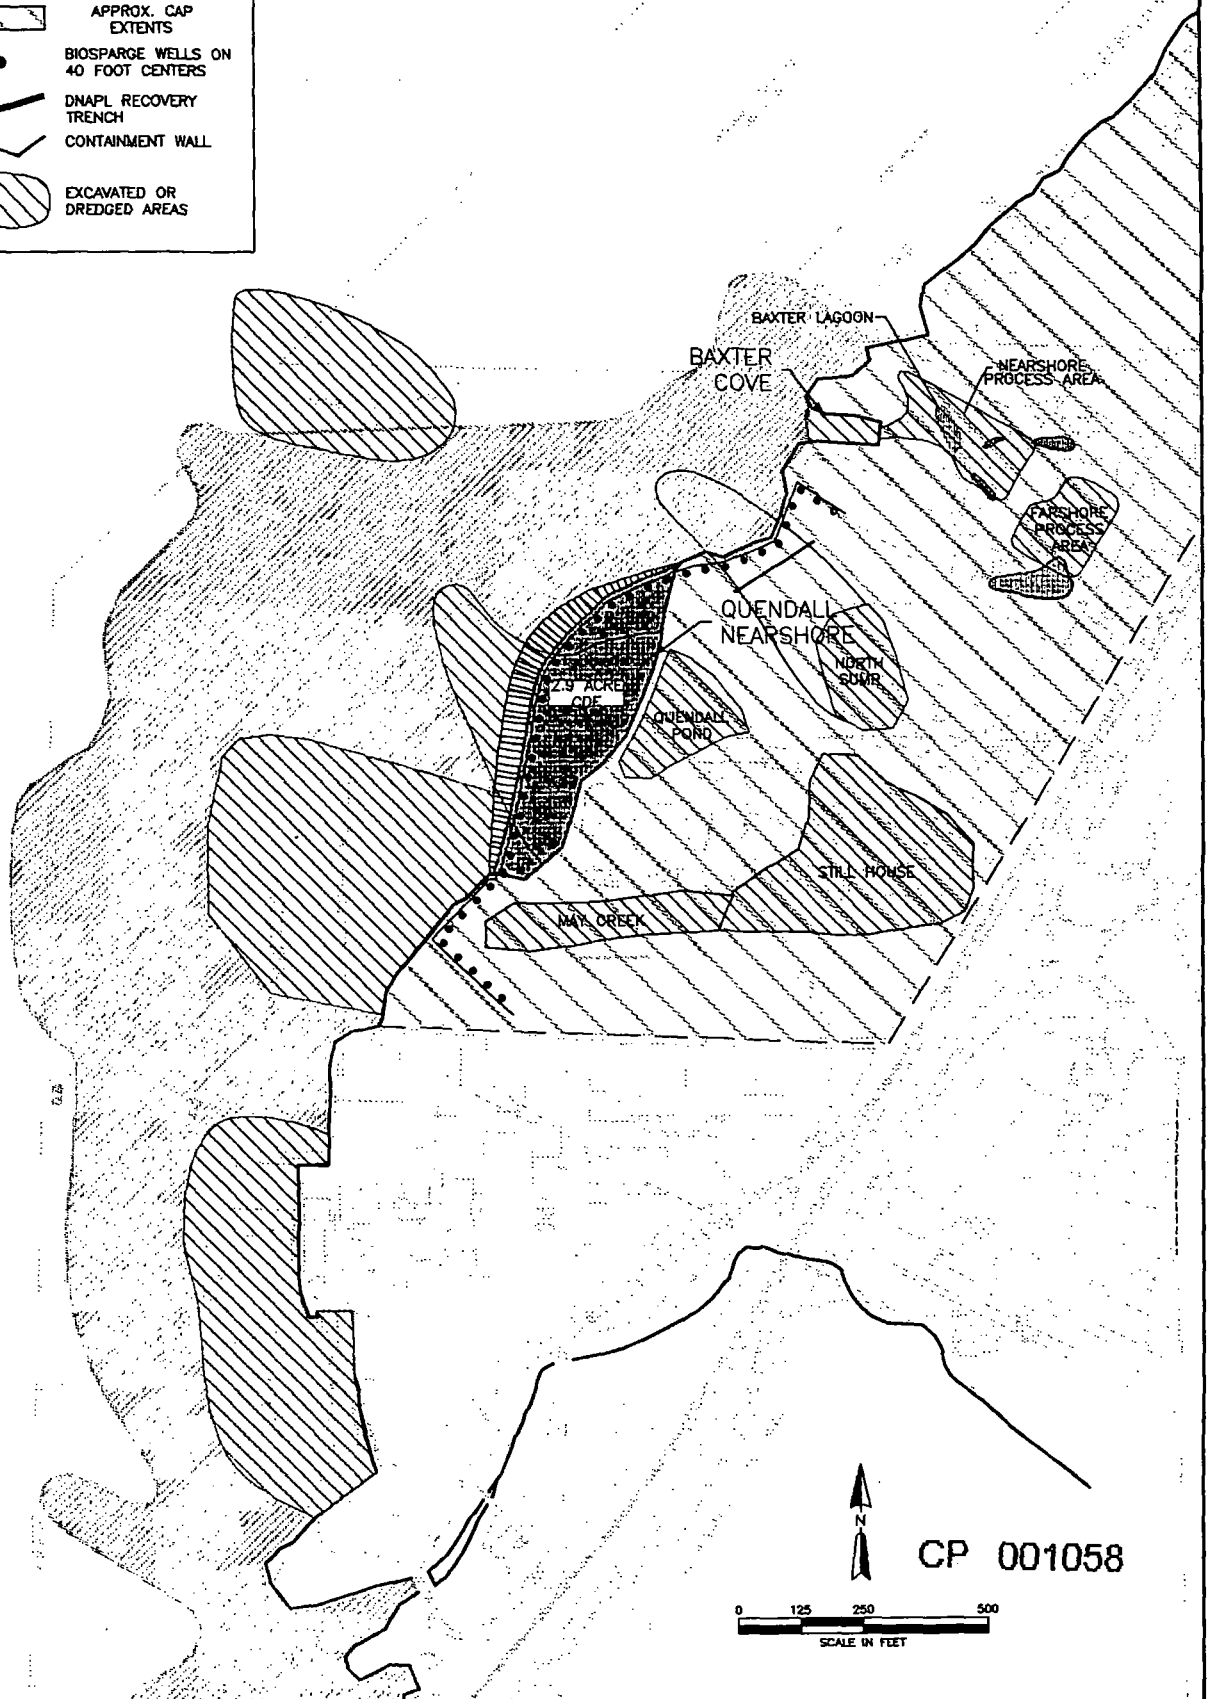 APPROX. CAP
EXTENTS
BIOSPARGE WELLS ON
40 FOOT CENTERS
DNAPL RECOVERY
TRENCH
CONTAINMENT WALL
EXCAVATED OR
DREDGED AREAS
BAXTER LAGOON
BAXTER
COVE
NEARSHORE
PROCESS AREA
FARSHORE
PROCESS
AREA
QUENDALL
NEARSHORE
NORTH
SUMP
2.9 ACRE
CDF
QUENDALL
POND
STILL HOUSE
MAY CREEK
N
CP 001058
0 125 250 500
SCALE IN FEET